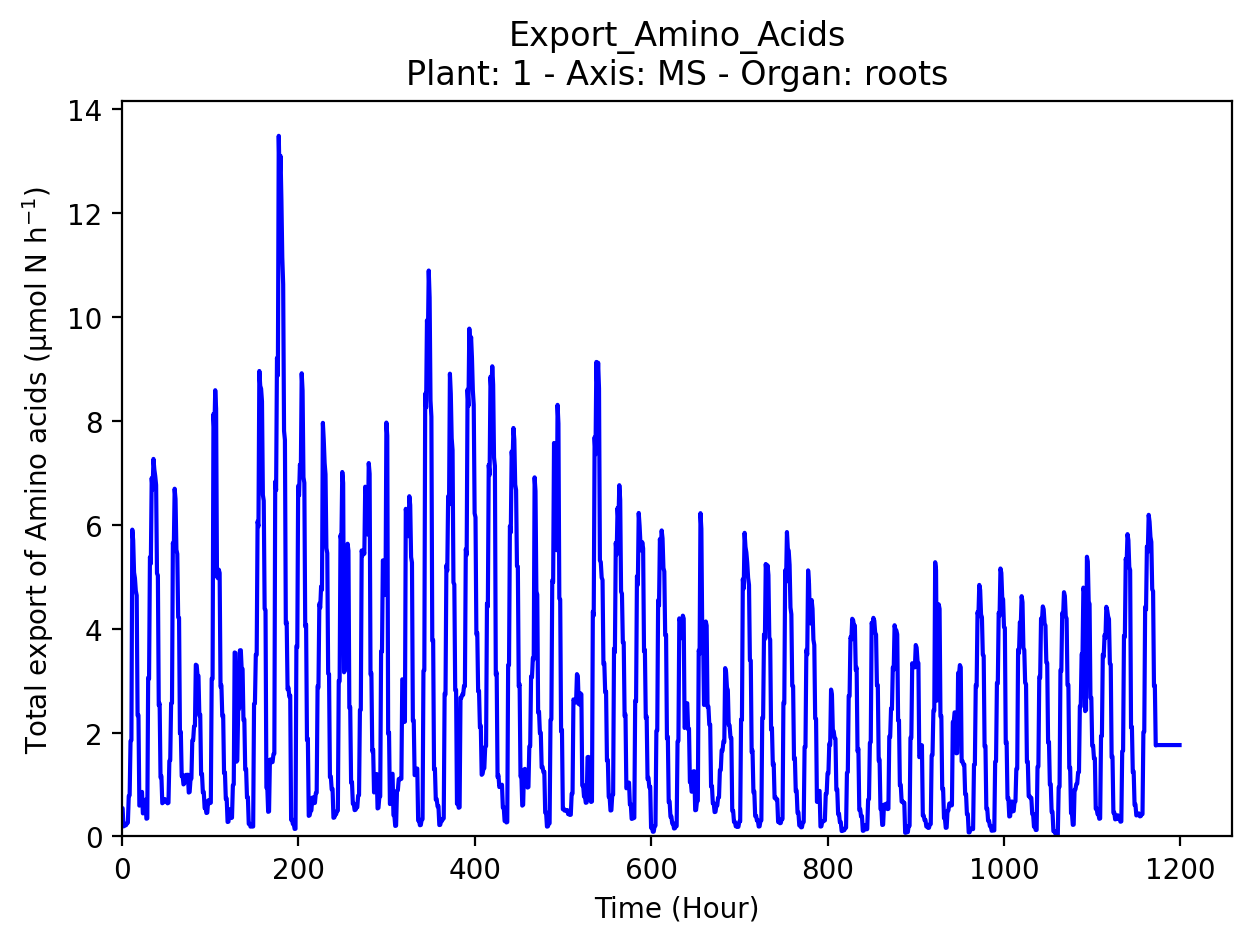 Export_Amino_Acids
Plant: 1 - Axis: MS - Organ: roots
Total export of Amino acids (µmol N h⁻¹)
14
12
10
8
6
4
2
0
0 200 400 600 800 1000 1200
Time (Hour)